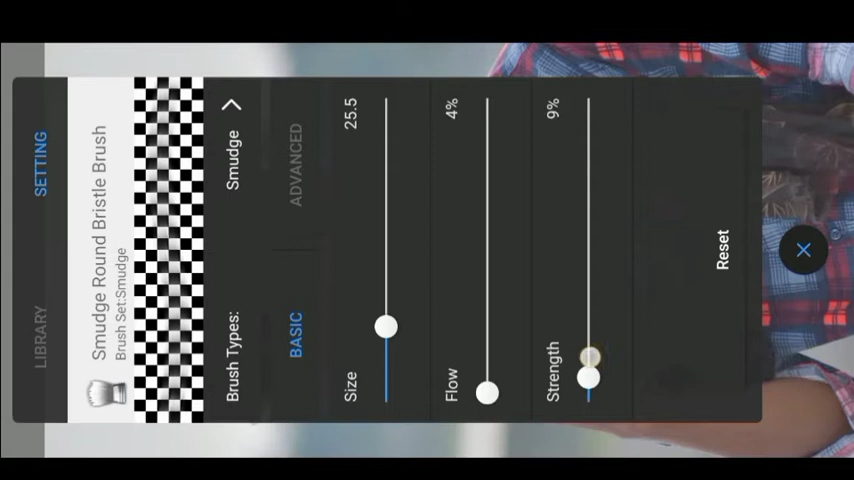 LIBRARY SETTING
Smudge Round Bristle Brush
Brush Set:Smudge
Brush Types: Smudge
BASIC ADVANCED
Size 25.5
Flow 4%
Strength 9%
Reset